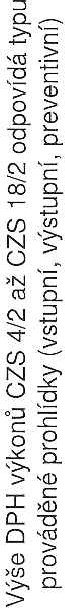 Výše DPH výkonů CZS 4/2 až CZS 18/2 odpovídá typu
prováděné prohlídky (vstupní, výstupní, preventivní)